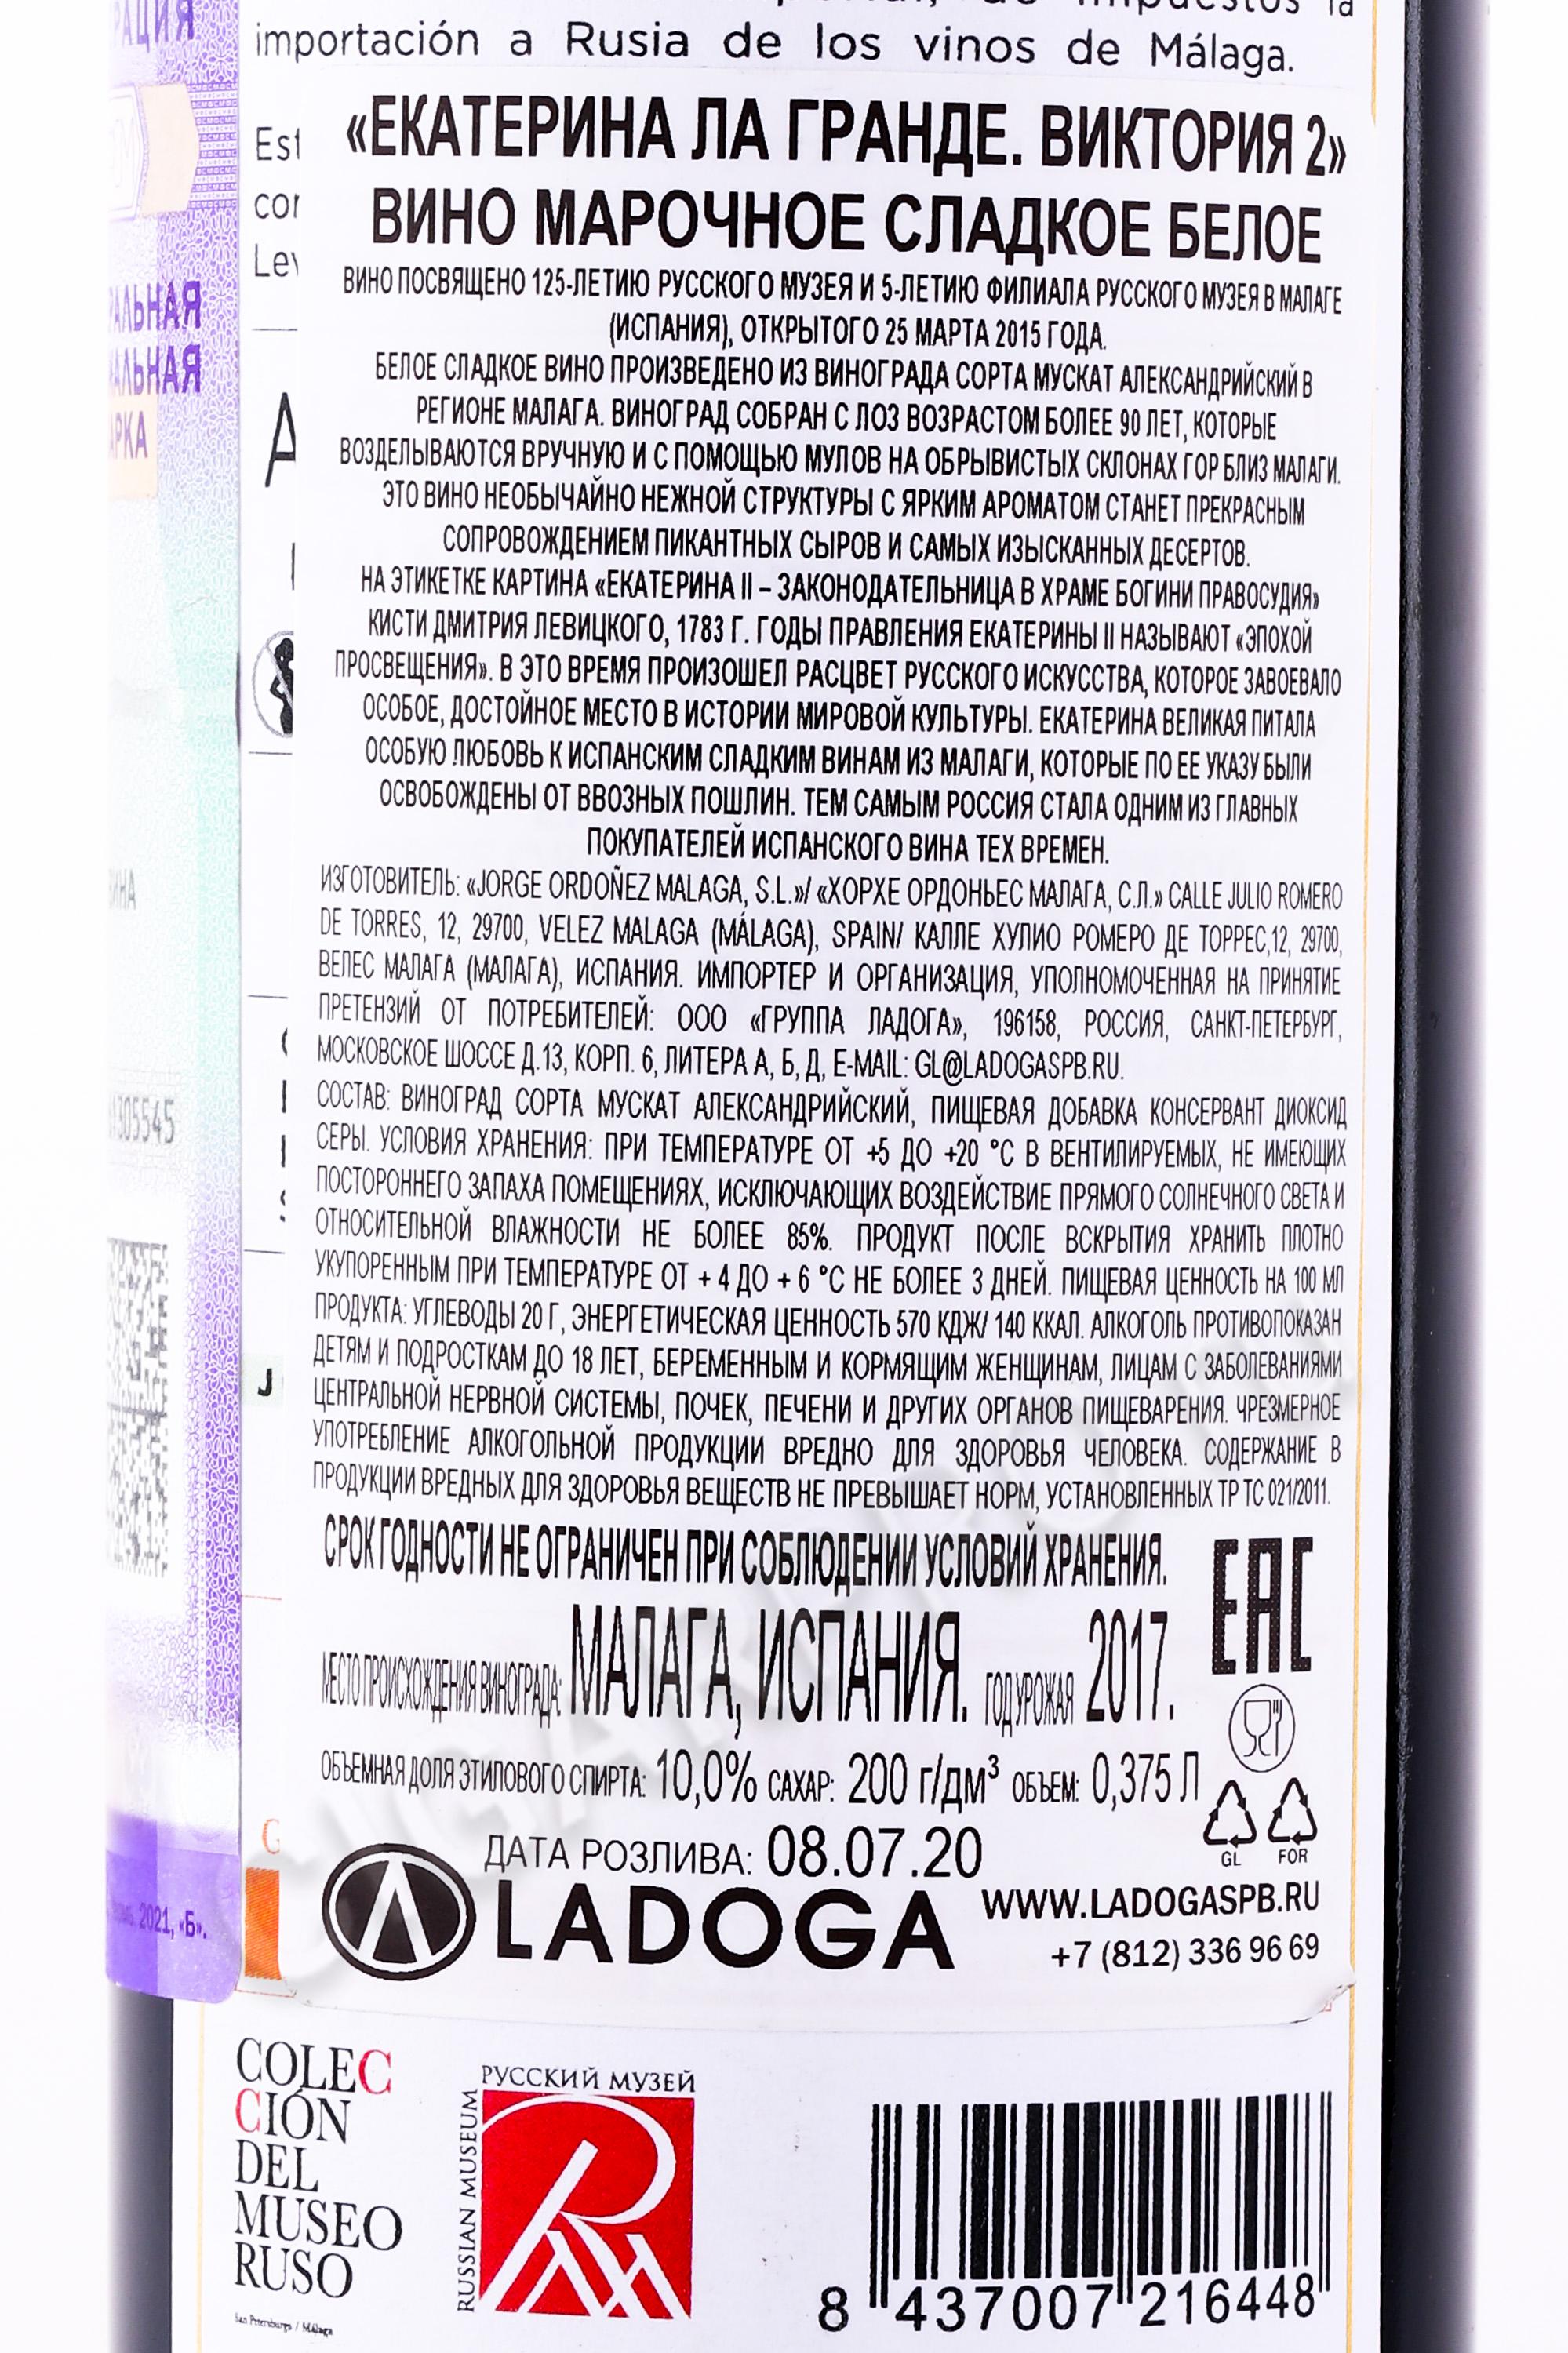 importación a Rusia de los vinos de Málaga.
«ЕКАТЕРИНА ЛА ГРАНДЕ. ВИКТОРИЯ 2»
ВИНО МАРОЧНОЕ СЛАДКОЕ БЕЛОЕ
ВИНО ПОСВЯЩЕНО 125-ЛЕТИЮ РУССКОГО МУЗЕЯ И 5-ЛЕТИЮ ФИЛИАЛА РУССКОГО МУЗЕЯ В МАЛАГЕ
(ИСПАНИЯ), ОТКРЫТОГО 25 МАРТА 2015 ГОДА.
БЕЛОЕ СЛАДКОЕ ВИНО ПРОИЗВЕДЕНО ИЗ ВИНОГРАДА СОРТА МУСКАТ АЛЕКСАНДРИЙСКИЙ В
РЕГИОНЕ МАЛАГА. ВИНОГРАД СОБРАН С ЛОЗ ВОЗРАСТОМ БОЛЕЕ 90 ЛЕТ, КОТОРЫЕ
ВОЗДЕЛЫВАЮТСЯ ВРУЧНУЮ И С ПОМОЩЬЮ МУЛОВ НА ОБРЫВИСТЫХ СКЛОНАХ ГОР БЛИЗ МАЛАГИ.
ЭТО ВИНО НЕОБЫЧАЙНО НЕЖНОЙ СТРУКТУРЫ С ЯРКИМ АРОМАТОМ СТАНЕТ ПРЕКРАСНЫМ
СОПРОВОЖДЕНИЕМ ПИКАНТНЫХ СЫРОВ И САМЫХ ИЗЫСКАННЫХ ДЕСЕРТОВ.
НА ЭТИКЕТКЕ КАРТИНА «ЕКАТЕРИНА II – ЗАКОНОДАТЕЛЬНИЦА В ХРАМЕ БОГИНИ ПРАВОСУДИЯ»
КИСТИ ДМИТРИЯ ЛЕВИЦКОГО, 1783 Г. ГОДЫ ПРАВЛЕНИЯ ЕКАТЕРИНЫ II НАЗЫВАЮТ «ЭПОХОЙ
ПРОСВЕЩЕНИЯ». В ЭТО ВРЕМЯ ПРОИЗОШЕЛ РАСЦВЕТ РУССКОГО ИСКУССТВА, КОТОРОЕ ЗАВОЕВАЛО
ОСОБОЕ, ДОСТОЙНОЕ МЕСТО В ИСТОРИИ МИРОВОЙ КУЛЬТУРЫ. ЕКАТЕРИНА ВЕЛИКАЯ ПИТАЛА
ОСОБУЮ ЛЮБОВЬ К ИСПАНСКИМ СЛАДКИМ ВИНАМ ИЗ МАЛАГИ, КОТОРЫЕ ПО ЕЕ УКАЗУ БЫЛИ
ОСВОБОЖДЕНЫ ОТ ВВОЗНЫХ ПОШЛИН. ТЕМ САМЫМ РОССИЯ СТАЛА ОДНИМ ИЗ ГЛАВНЫХ
ПОКУПАТЕЛЕЙ ИСПАНСКОГО ВИНА ТЕХ ВРЕМЕН.
ИЗГОТОВИТЕЛЬ: «JORGE ORDOÑEZ MALAGA, S.L.»/ «ХОРХЕ ОРДОНЬЕС МАЛАГА, С.Л.» CALLE JULIO ROMERO
DE TORRES, 12, 29700, VELEZ MALAGA (MÁLAGA), SPAIN/ КАЛЛЕ ХУЛИО РОМЕРО ДЕ ТОРРЕС,12, 29700,
ВЕЛЕС МАЛАГА (МАЛАГА), ИСПАНИЯ. ИМПОРТЕР И ОРГАНИЗАЦИЯ, УПОЛНОМОЧЕННАЯ НА ПРИНЯТИЕ
ПРЕТЕНЗИЙ ОТ ПОТРЕБИТЕЛЕЙ: ООО «ГРУППА ЛАДОГА», 196158, РОССИЯ, САНКТ-ПЕТЕРБУРГ,
МОСКОВСКОЕ ШОССЕ Д.13, КОРП. 6, ЛИТЕРА А, Б, Д, E-MAIL: GL@LADOGASPB.RU.
СОСТАВ: ВИНОГРАД СОРТА МУСКАТ АЛЕКСАНДРИЙСКИЙ, ПИЩЕВАЯ ДОБАВКА КОНСЕРВАНТ ДИОКСИД
СЕРЫ. УСЛОВИЯ ХРАНЕНИЯ: ПРИ ТЕМПЕРАТУРЕ ОТ +5 ДО +20 °С В ВЕНТИЛИРУЕМЫХ, НЕ ИМЕЮЩИХ
ПОСТОРОННЕГО ЗАПАХА ПОМЕЩЕНИЯХ, ИСКЛЮЧАЮЩИХ ВОЗДЕЙСТВИЕ ПРЯМОГО СОЛНЕЧНОГО СВЕТА И
ОТНОСИТЕЛЬНОЙ ВЛАЖНОСТИ НЕ БОЛЕЕ 85%. ПРОДУКТ ПОСЛЕ ВСКРЫТИЯ ХРАНИТЬ ПЛОТНО
УКУПОРЕННЫМ ПРИ ТЕМПЕРАТУРЕ ОТ + 4 ДО + 6 °С НЕ БОЛЕЕ 3 ДНЕЙ. ПИЩЕВАЯ ЦЕННОСТЬ НА 100 МЛ
ПРОДУКТА: УГЛЕВОДЫ 20 Г, ЭНЕРГЕТИЧЕСКАЯ ЦЕННОСТЬ 570 КДЖ/ 140 ККАЛ. АЛКОГОЛЬ ПРОТИВОПОКАЗАН
ДЕТЯМ И ПОДРОСТКАМ ДО 18 ЛЕТ, БЕРЕМЕННЫМ И КОРМЯЩИМ ЖЕНЩИНАМ, ЛИЦАМ С ЗАБОЛЕВАНИЯМИ
ЦЕНТРАЛЬНОЙ НЕРВНОЙ СИСТЕМЫ, ПОЧЕК, ПЕЧЕНИ И ДРУГИХ ОРГАНОВ ПИЩЕВАРЕНИЯ. ЧРЕЗМЕРНОЕ
УПОТРЕБЛЕНИЕ АЛКОГОЛЬНОЙ ПРОДУКЦИИ ВРЕДНО ДЛЯ ЗДОРОВЬЯ ЧЕЛОВЕКА. СОДЕРЖАНИЕ В
ПРОДУКЦИИ ВРЕДНЫХ ДЛЯ ЗДОРОВЬЯ ВЕЩЕСТВ НЕ ПРЕВЫШАЕТ НОРМ, УСТАНОВЛЕННЫХ ТР ТС 021/2011.
СРОК ГОДНОСТИ НЕ ОГРАНИЧЕН ПРИ СОБЛЮДЕНИИ УСЛОВИЙ ХРАНЕНИЯ.
EAC
МЕСТО ПРОИСХОЖДЕНИЯ ВИНОГРАДА: МАЛАГА, ИСПАНИЯ. ГОД УРОЖАЯ 2017.
ОБЪЕМНАЯ ДОЛЯ ЭТИЛОВОГО СПИРТА: 10,0% САХАР: 200 г/дм³ ОБЪЕМ: 0,375 Л
GL FOR
ДАТА РОЗЛИВА: 08.07.20
LADOGA
WWW.LADOGASPB.RU
+7 (812) 336 96 69
2021, «Б».
305545
COLEC
CIÓN
DEL
MUSEO
RUSO
San Petersburgo / Málaga
РУССКИЙ МУЗЕЙ
RUSSIAN MUSEUM
8 437007 216448